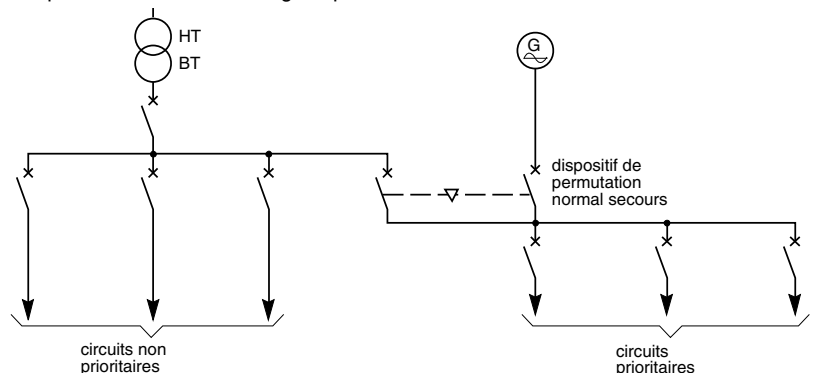 HT
BT
G
dispositif de
permutation
normal secours
circuits non
prioritaires
circuits
prioritaires